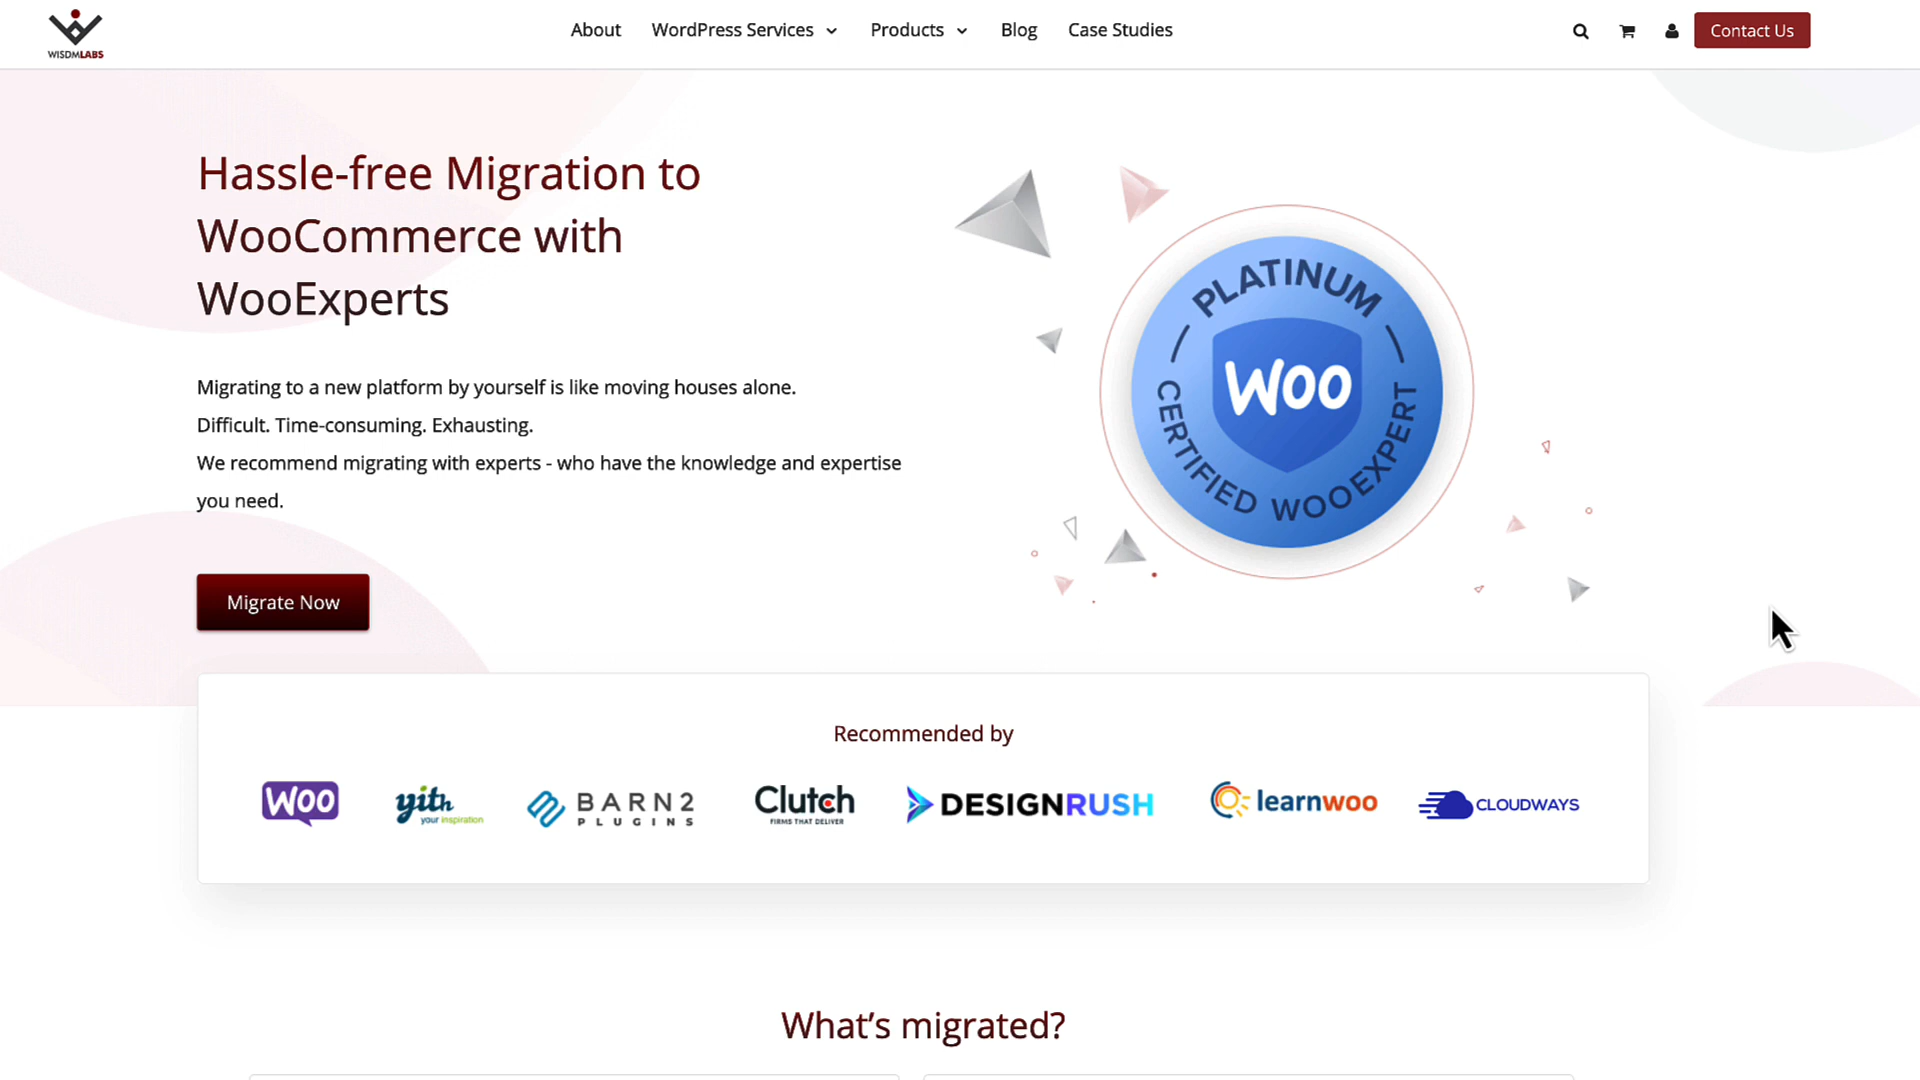 WISDMLABS
About
WordPress Services
Products
Blog
Case Studies
Contact Us
Hassle-free Migration to
WooCommerce with
WooExperts
Migrating to a new platform by yourself is like moving houses alone.
Difficult. Time-consuming. Exhausting.
We recommend migrating with experts - who have the knowledge and expertise
you need.
Migrate Now
PLATINUM
WOO
CERTIFIED WOOEXPERT
Recommended by
WOO
yith
your inspiration
BARN2
PLUGINS
Clutch
FIRMS THAT DELIVER
DESIGNRUSH
learnwoo
CLOUDWAYS
What’s migrated?